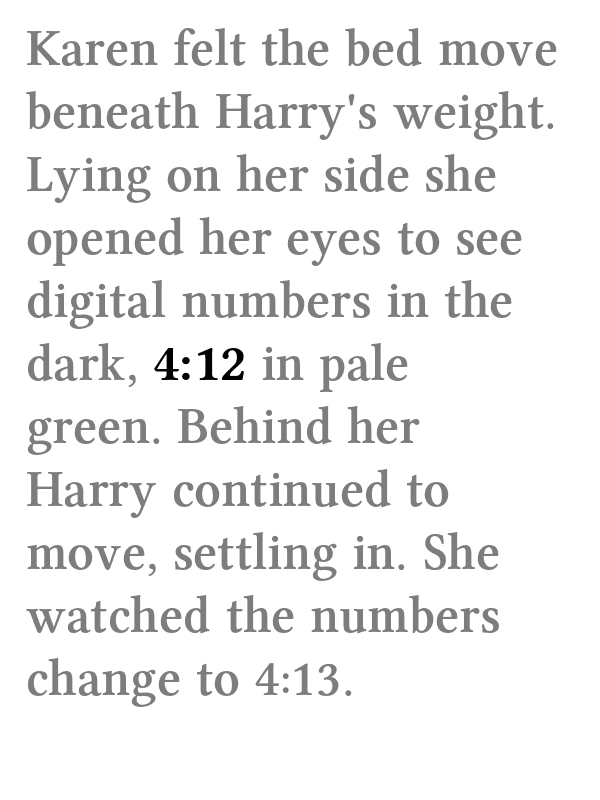 Karen felt the bed move
beneath Harry's weight.
Lying on her side she
opened her eyes to see
digital numbers in the
dark, 4:12 in pale
green. Behind her
Harry continued to
move, settling in. She
watched the numbers
change to 4:13.